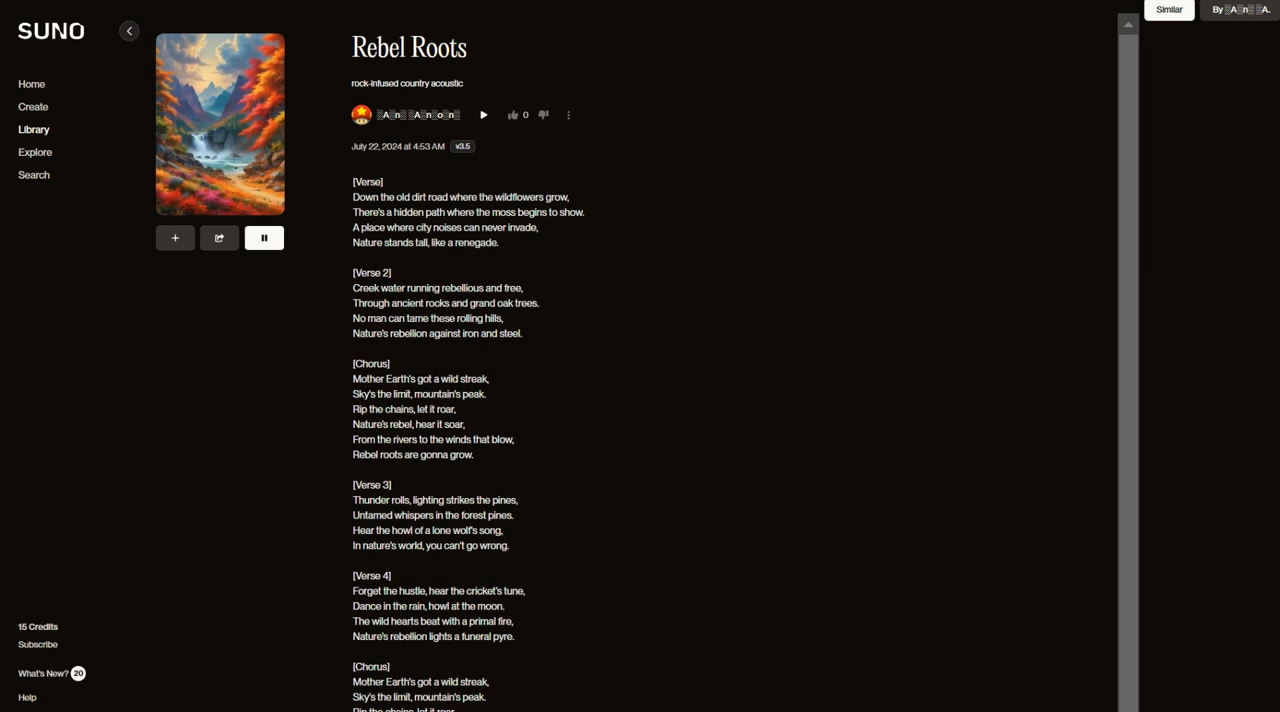 SUNO
Home
Create
Library
Explore
Search
15 Credits
Subscribe
What's New? 20
Help
Rebel Roots
rock-infused country acoustic
░A░n░ ░A░n░o░n░
0
July 22, 2024 at 4:53 AM v3.5
[Verse]
Down the old dirt road where the wildflowers grow,
There's a hidden path where the moss begins to show.
A place where city noises can never invade,
Nature stands tall, like a renegade.
[Verse 2]
Creek water running rebellious and free,
Through ancient rocks and grand oak trees.
No man can tame these rolling hills,
Nature's rebellion against iron and steel.
[Chorus]
Mother Earth's got a wild streak,
Sky's the limit, mountain's peak.
Rip the chains, let it roar,
Nature's rebel, hear it soar,
From the rivers to the winds that blow,
Rebel roots are gonna grow.
[Verse 3]
Thunder rolls, lighting strikes the pines,
Untamed whispers in the forest pines.
Hear the howl of a lone wolf's song,
In nature's world, you can't go wrong.
[Verse 4]
Forget the hustle, hear the cricket's tune,
Dance in the rain, howl at the moon.
The wild hearts beat with a primal fire,
Nature's rebellion lights a funeral pyre.
[Chorus]
Mother Earth's got a wild streak,
Sky's the limit, mountain's peak.
Rip the chains, let it roar,
Similar
By ░A░n░ ░A.